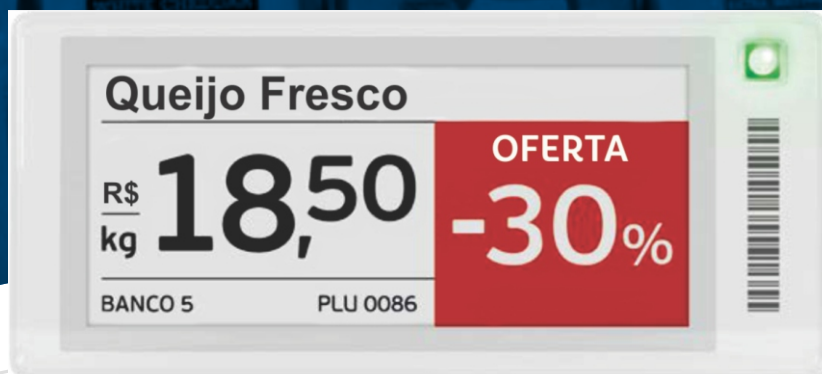 Queijo Fresco
R$
kg
18,50
BANCO 5 PLU 0086
OFERTA
-30%